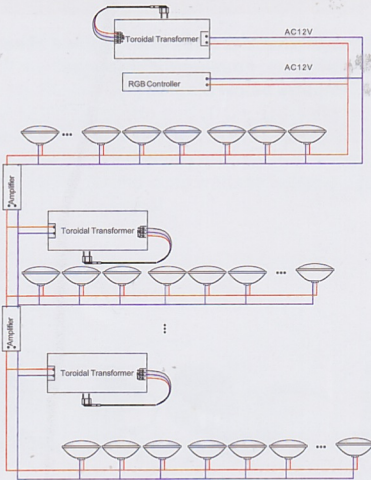 Toroidal Transformer
AC12V
AC12V
RGB Controller
Amplifier
Toroidal Transformer
Amplifier
Toroidal Transformer